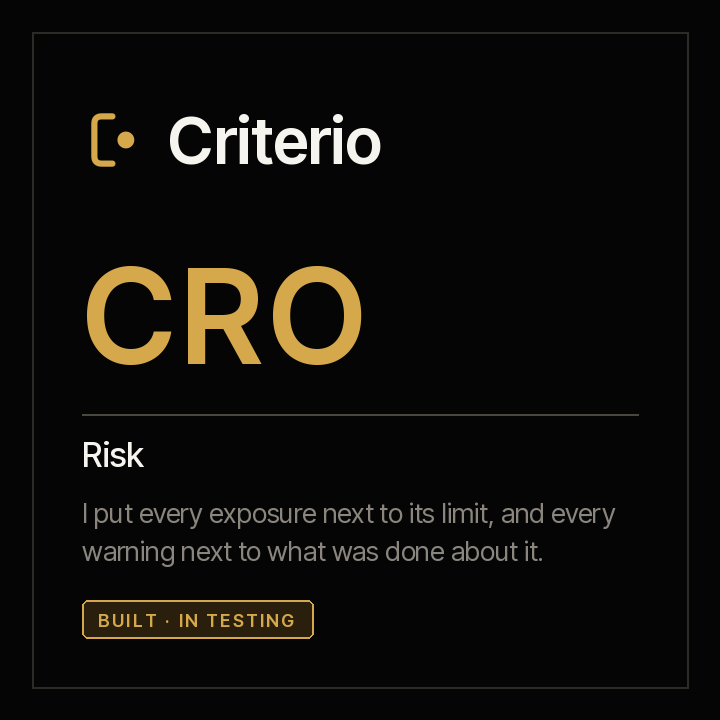 Criterio
CRO
Risk
I put every exposure next to its limit, and every
warning next to what was done about it.
BUILT · IN TESTING